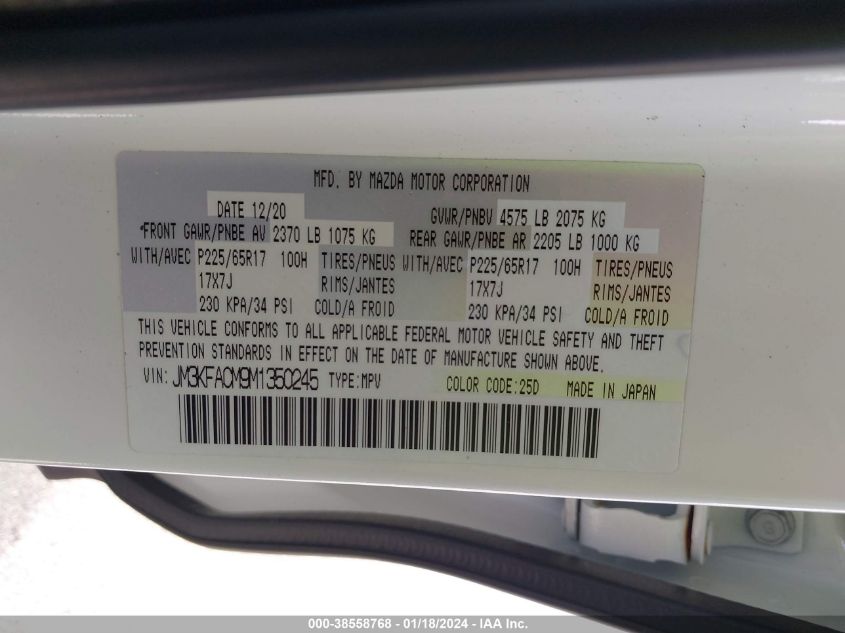 MFD. BY MAZDA MOTOR CORPORATION
DATE 12/20 GVWR/PNBV 4575 LB 2075 KG
*FRONT GAWR/PNBE AV 2370 LB 1075 KG REAR GAWR/PNBE AR 2205 LB 1000 KG
WITH/AVEC P225/65R17 100H TIRES/PNEUS WITH/AVEC P225/65R17 100H TIRES/PNEUS
17X7J RIMS/JANTES 17X7J RIMS/JANTES
230 KPA/34 PSI COLD/A FROID 230 KPA/34 PSI COLD/A FROID
THIS VEHICLE CONFORMS TO ALL APPLICABLE FEDERAL MOTOR VEHICLE SAFETY AND THEFT
PREVENTION STANDARDS IN EFFECT ON THE DATE OF MANUFACTURE SHOWN ABOVE.
VIN: JM3KFACM9M1350245 TYPE:MPV COLOR CODE:25D MADE IN JAPAN
000-38558768 - 01/18/2024 - IAA Inc.